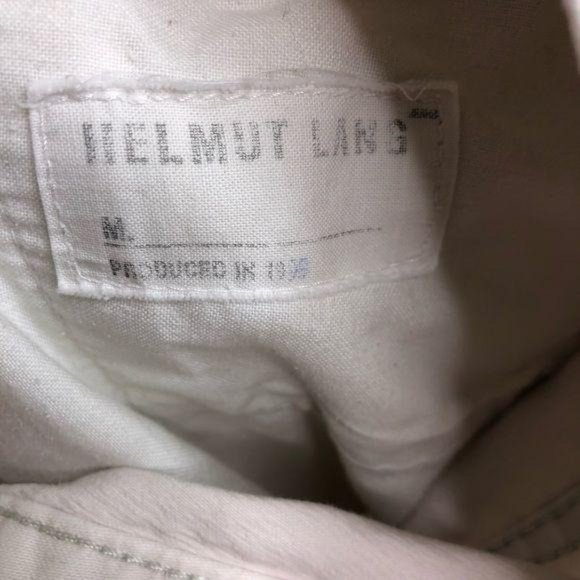 HELMUT LANG
M.
PRODUCED IN